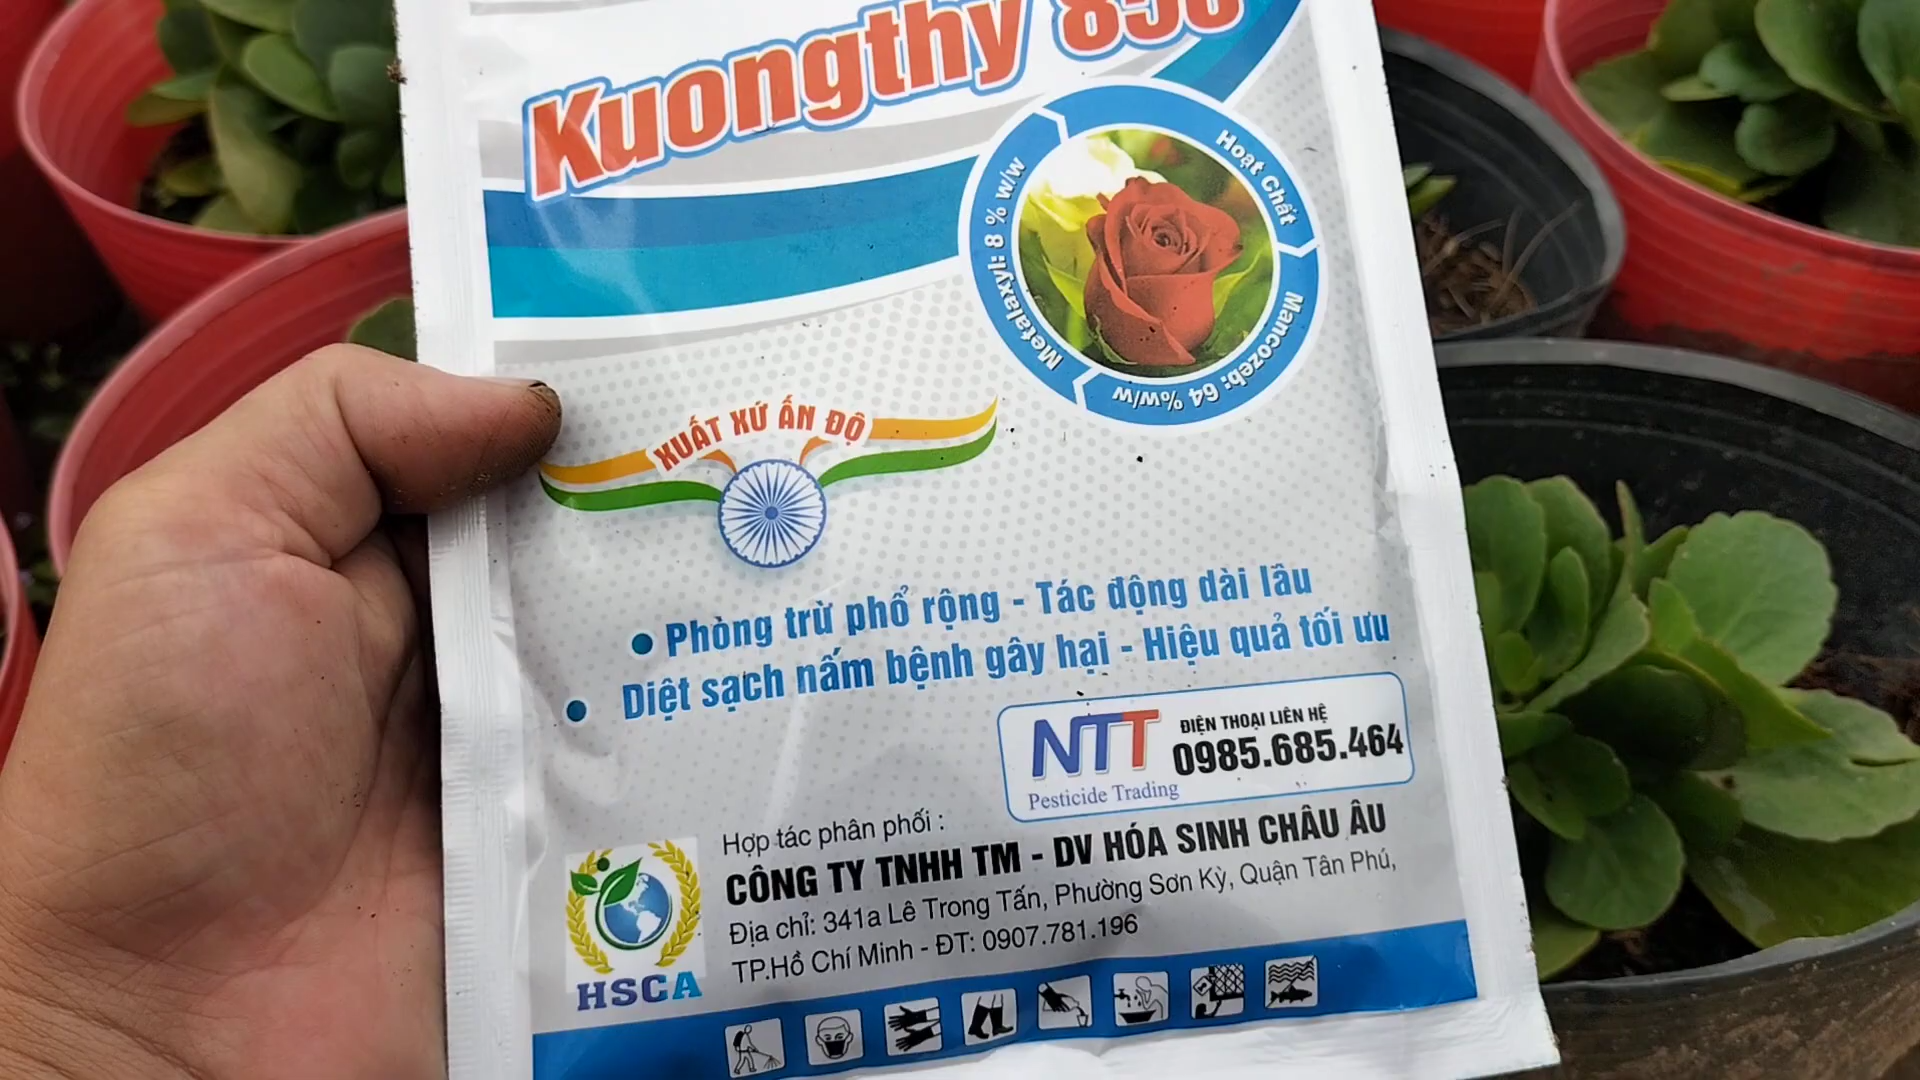 Kuongthy
Hoạt Chất
Metalaxyl: 8 % w/w
Mancozeb: 64 %w/w
XUẤT XỨ ẤN ĐỘ
• Phòng trừ phổ rộng - Tác động dài lâu
• Diệt sạch nấm bệnh gây hại - Hiệu quả tối ưu
NTT
Pesticide Trading
ĐIỆN THOẠI LIÊN HỆ
0985.685.464
Hợp tác phân phối :
CÔNG TY TNHH TM - DV HÓA SINH CHÂU ÂU
Địa chỉ: 341a Lê Trong Tấn, Phường Sơn Kỳ, Quận Tân Phú,
TP.Hồ Chí Minh - ĐT: 0907.781.196
HSCA